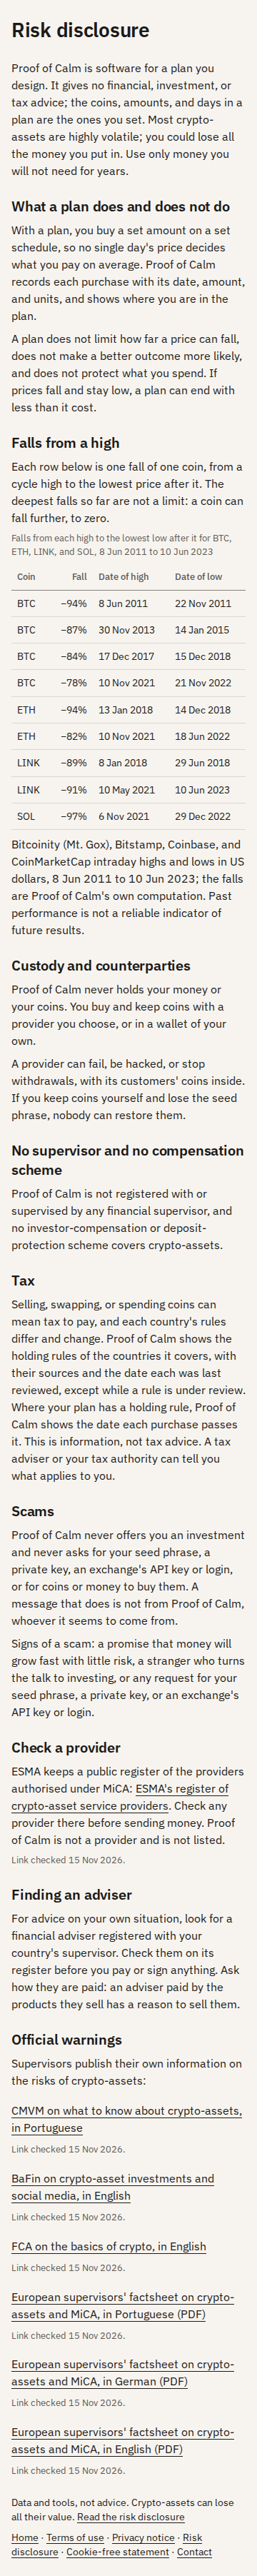 Risk disclosure
Proof of Calm is software for a plan you
design. It gives no financial, investment, or
tax advice; the coins, amounts, and days in a
plan are the ones you set. Most crypto-
assets are highly volatile; you could lose all
the money you put in. Use only money you
will not need for years.
What a plan does and does not do
With a plan, you buy a set amount on a set
schedule, so no single day's price decides
what you pay on average. Proof of Calm
records each purchase with its date, amount,
and units, and shows where you are in the
plan.
A plan does not limit how far a price can fall,
does not make a better outcome more likely,
and does not protect what you spend. If
prices fall and stay low, a plan can end with
less than it cost.
Falls from a high
Each row below is one fall of one coin, from a
cycle high to the lowest price after it. The
deepest falls so far are not a limit: a coin can
fall further, to zero.
Falls from each high to the lowest low after it for BTC,
ETH, LINK, and SOL, 8 Jun 2011 to 10 Jun 2023
Coin Fall Date of high Date of low
BTC −94% 8 Jun 2011 22 Nov 2011
BTC −87% 30 Nov 2013 14 Jan 2015
BTC −84% 17 Dec 2017 15 Dec 2018
BTC −78% 10 Nov 2021 21 Nov 2022
ETH −94% 13 Jan 2018 14 Dec 2018
ETH −82% 10 Nov 2021 18 Jun 2022
LINK −89% 8 Jan 2018 29 Jun 2018
LINK −91% 10 May 2021 10 Jun 2023
SOL −97% 6 Nov 2021 29 Dec 2022
Bitcoinity (Mt. Gox), Bitstamp, Coinbase, and
CoinMarketCap intraday highs and lows in US
dollars, 8 Jun 2011 to 10 Jun 2023; the falls
are Proof of Calm's own computation. Past
performance is not a reliable indicator of
future results.
Custody and counterparties
Proof of Calm never holds your money or
your coins. You buy and keep coins with a
provider you choose, or in a wallet of your
own.
A provider can fail, be hacked, or stop
withdrawals, with its customers' coins inside.
If you keep coins yourself and lose the seed
phrase, nobody can restore them.
No supervisor and no compensation
scheme
Proof of Calm is not registered with or
supervised by any financial supervisor, and
no investor-compensation or deposit-
protection scheme covers crypto-assets.
Tax
Selling, swapping, or spending coins can
mean tax to pay, and each country's rules
differ and change. Proof of Calm shows the
holding rules of the countries it covers, with
their sources and the date each was last
reviewed, except while a rule is under review.
Where your plan has a holding rule, Proof of
Calm shows the date each purchase passes
it. This is information, not tax advice. A tax
adviser or your tax authority can tell you
what applies to you.
Scams
Proof of Calm never offers you an investment
and never asks for your seed phrase, a
private key, an exchange's API key or login,
or for coins or money to buy them. A
message that does is not from Proof of Calm,
whoever it seems to come from.
Signs of a scam: a promise that money will
grow fast with little risk, a stranger who turns
the talk to investing, or any request for your
seed phrase, a private key, or an exchange's
API key or login.
Check a provider
ESMA keeps a public register of the providers
authorised under MiCA: ESMA's register of
crypto-asset service providers. Check any
provider there before sending money. Proof
of Calm is not a provider and is not listed.
Link checked 15 Nov 2026.
Finding an adviser
For advice on your own situation, look for a
financial adviser registered with your
country's supervisor. Check them on its
register before you pay or sign anything. Ask
how they are paid: an adviser paid by the
products they sell has a reason to sell them.
Official warnings
Supervisors publish their own information on
the risks of crypto-assets:
CMVM on what to know about crypto-assets,
in Portuguese
Link checked 15 Nov 2026.
BaFin on crypto-asset investments and
social media, in English
Link checked 15 Nov 2026.
FCA on the basics of crypto, in English
Link checked 15 Nov 2026.
European supervisors' factsheet on crypto-
assets and MiCA, in Portuguese (PDF)
Link checked 15 Nov 2026.
European supervisors' factsheet on crypto-
assets and MiCA, in German (PDF)
Link checked 15 Nov 2026.
European supervisors' factsheet on crypto-
assets and MiCA, in English (PDF)
Link checked 15 Nov 2026.
Data and tools, not advice. Crypto-assets can lose
all their value. Read the risk disclosure
Home · Terms of use · Privacy notice · Risk
disclosure · Cookie-free statement · Contact